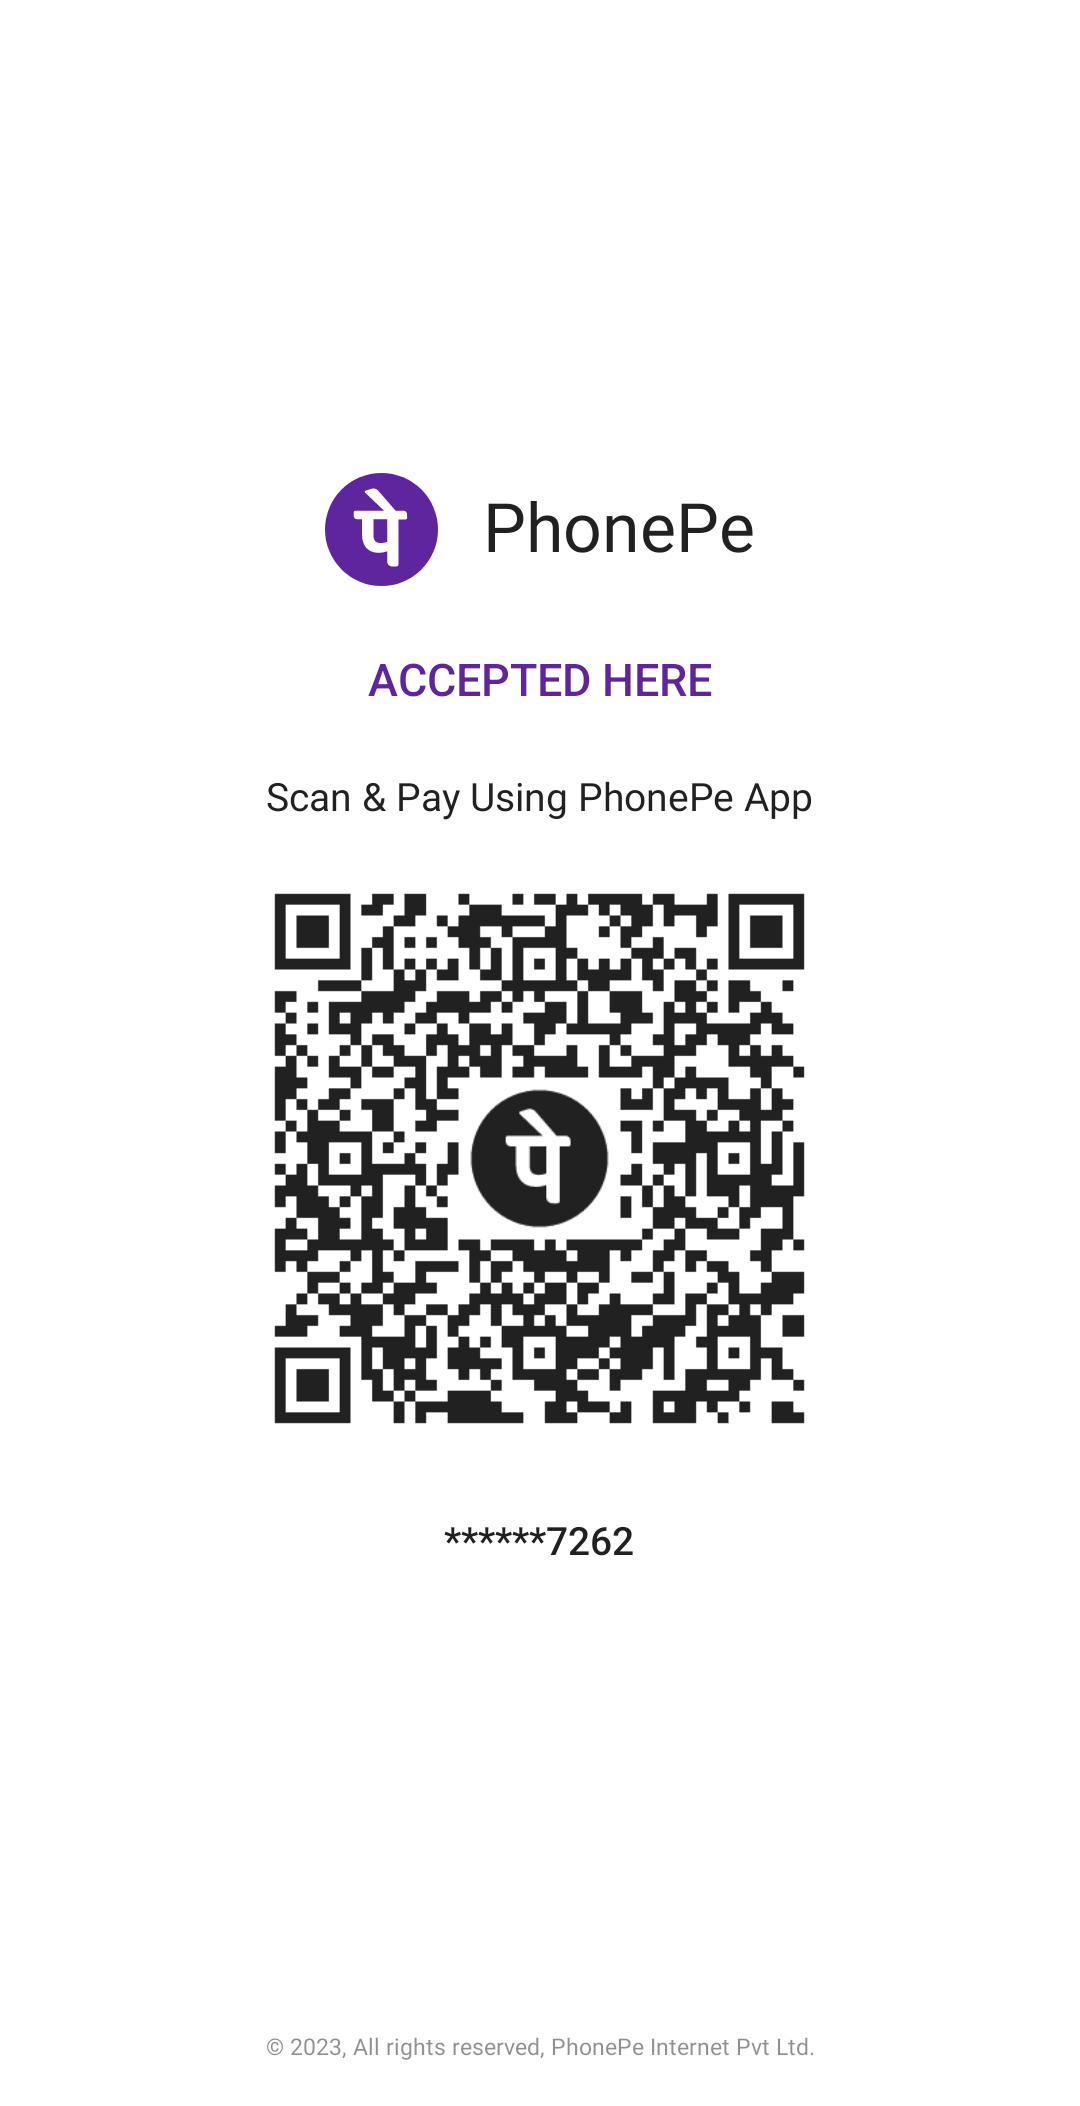 पे PhonePe
ACCEPTED HERE
Scan & Pay Using PhonePe App
पे
******7262
© 2023, All rights reserved, PhonePe Internet Pvt Ltd.